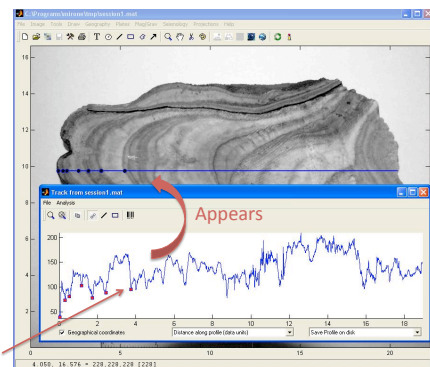 C:\Programs\mirone\tmp\session1.mat
File Image Tools Draw Geography Plates Mag/Grav Seismology Projections Help
16
14
12
10
8
6
4
2
0 5 10 15 20
Appears
Track from session1.mat
File Analysis
200
150
100
50
0 2 4 6 8 10 12 14 16 18
Geographical coordinates
Distance along profile (data units)
Save Profile on disk
4.050, 16.576 = 228.228.228 [228]